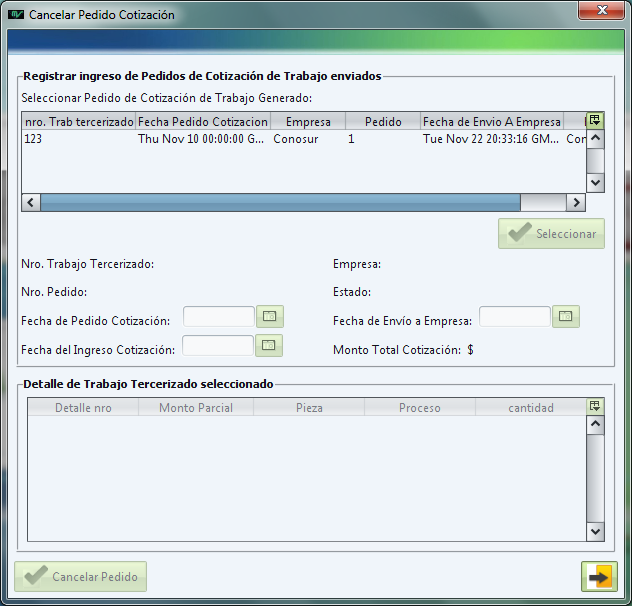 Cancelar Pedido Cotización
Registrar ingreso de Pedidos de Cotización de Trabajo enviados
Seleccionar Pedido de Cotización de Trabajo Generado:
nro. Trab tercerizado Fecha Pedido Cotizacion Empresa Pedido Fecha de Envio A Empresa
123 Thu Nov 10 00:00:00 G... Conosur 1 Tue Nov 22 20:33:16 GM... Con
Seleccionar
Nro. Trabajo Tercerizado: Empresa:
Nro. Pedido: Estado:
Fecha de Pedido Cotización: Fecha de Envío a Empresa:
Fecha del Ingreso Cotización: Monto Total Cotización: $
Detalle de Trabajo Tercerizado seleccionado
Detalle nro Monto Parcial Pieza Proceso cantidad
Cancelar Pedido